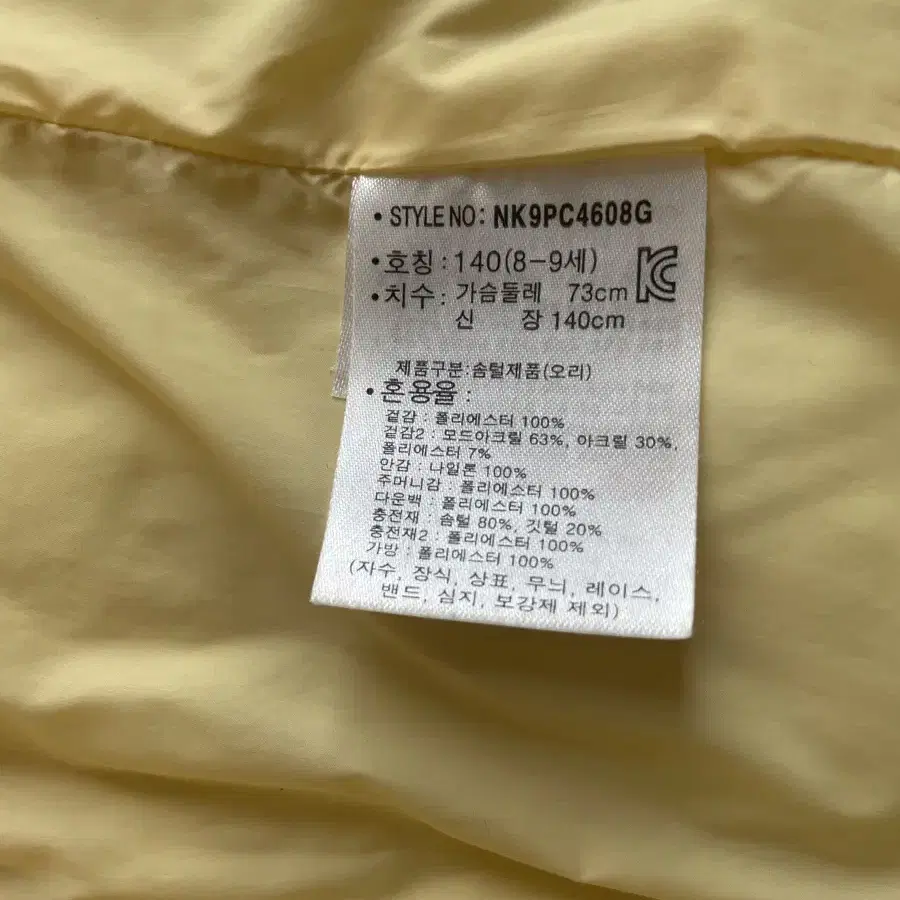 • STYLE NO: NK9PC4608G
• 호칭 : 140(8-9세)
• 치수 : 가슴둘레 73cm
신 장 140cm
제품구분:솜털제품(오리)
• 혼용율 :
겉감 : 폴리에스터 100%
겉감2 : 모드아크릴 63%, 아크릴 30%,
폴리에스터 7%
안감 : 나일론 100%
주머니감 : 폴리에스터 100%
다운백 : 폴리에스터 100%
충전재 : 솜털 80%, 깃털 20%
충전재2 : 폴리에스터 100%
가방 : 폴리에스터 100%
(자수, 장식, 상표, 무늬, 레이스,
밴드, 심지, 보강제 제외)